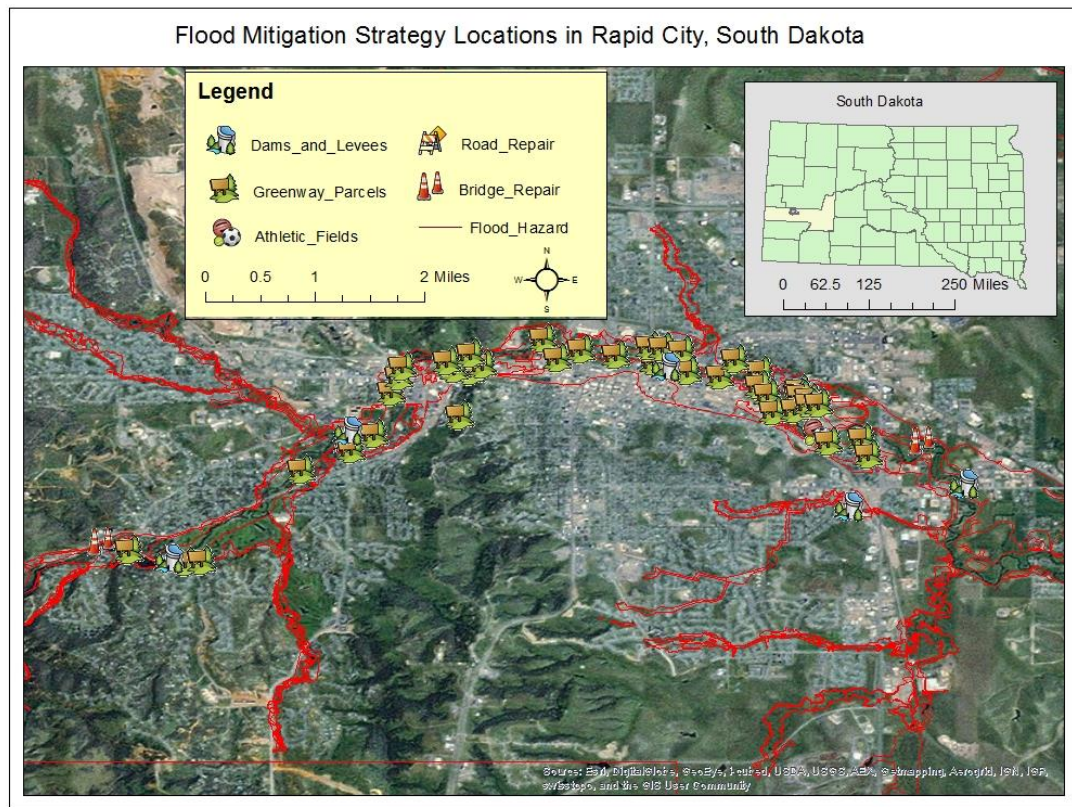 Flood Mitigation Strategy Locations in Rapid City, South Dakota
Legend
Dams_and_Levees
Road_Repair
Greenway_Parcels
Bridge_Repair
Athletic_Fields
Flood_Hazard
0 0.5 1 2 Miles
N
W E
S
South Dakota
0 62.5 125 250 Miles
Source: Esri, DigitalGlobe, GeoEye, i-cubed, USDA, USGS, AEX, Getmapping, Aerogrid, IGN, IGP,
swisstopo, and the GIS User Community